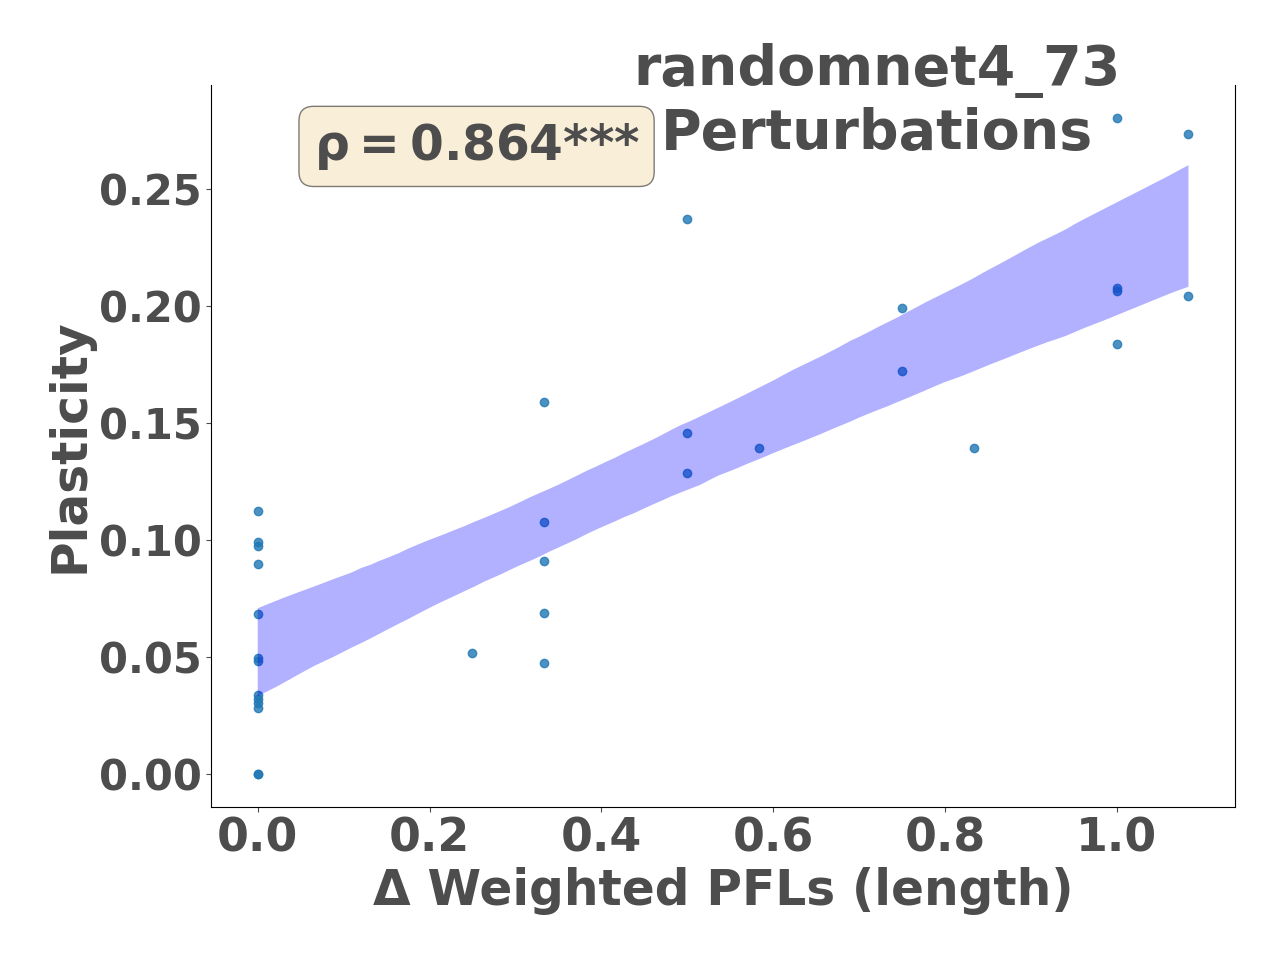 randomnet4_73
Perturbations
ρ = 0.864***
Plasticity
0.25
0.20
0.15
0.10
0.05
0.00
0.0 0.2 0.4 0.6 0.8 1.0
Δ Weighted PFLs (length)